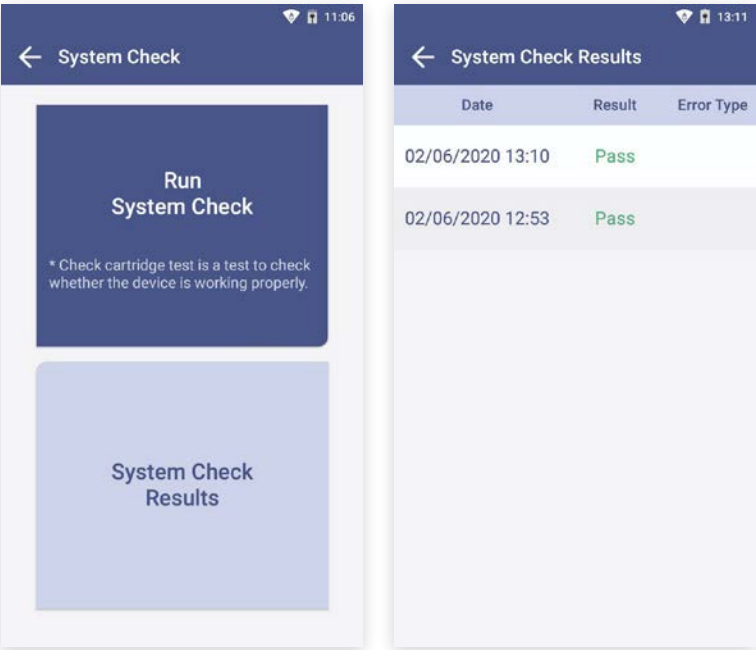 11:06
System Check
Run
System Check
* Check cartridge test is a test to check
whether the device is working properly.
System Check
Results
13:11
System Check Results
Date Result Error Type
02/06/2020 13:10 Pass
02/06/2020 12:53 Pass